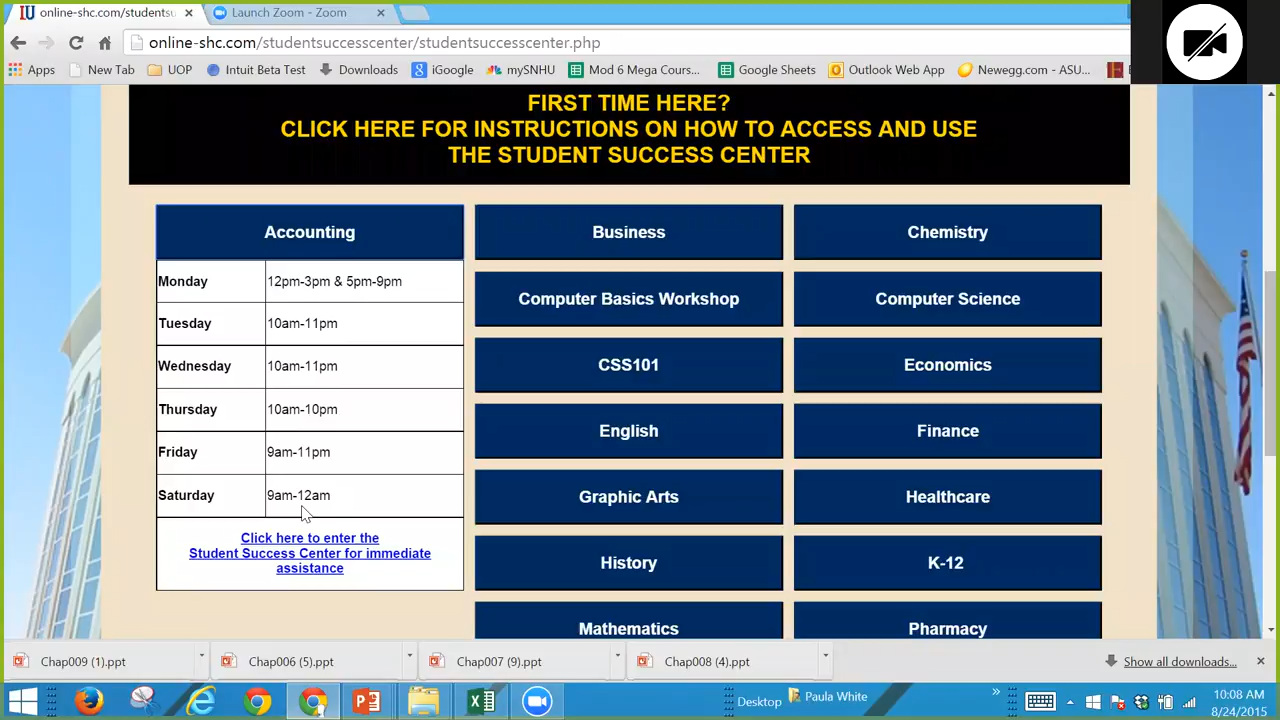 online-shc.com/studentsu
Launch Zoom - Zoom
online-shc.com/studentsuccesscenter/studentsuccesscenter.php
Apps
New Tab
UOP
Intuit Beta Test
Downloads
iGoogle
mySNHU
Mod 6 Mega Cours...
Google Sheets
Outlook Web App
Newegg.com - ASU...
FIRST TIME HERE?
CLICK HERE FOR INSTRUCTIONS ON HOW TO ACCESS AND USE
THE STUDENT SUCCESS CENTER
Accounting
Monday 12pm-3pm & 5pm-9pm
Tuesday 10am-11pm
Wednesday 10am-11pm
Thursday 10am-10pm
Friday 9am-11pm
Saturday 9am-12am
Click here to enter the
Student Success Center for immediate
assistance
Business
Chemistry
Computer Basics Workshop
Computer Science
CSS101
Economics
English
Finance
Graphic Arts
Healthcare
History
K-12
Mathematics
Pharmacy
Chap009 (1).ppt
Chap006 (5).ppt
Chap007 (9).ppt
Chap008 (4).ppt
Show all downloads...
Desktop
Paula White
10:08 AM
8/24/2015